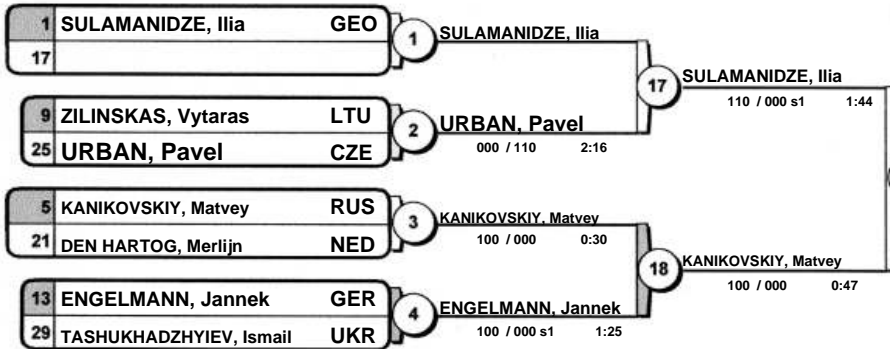 1 SULAMANIDZE, Ilia GEO
17
1 SULAMANIDZE, Ilia
9 ZILINSKAS, Vytaras LTU
25 URBAN, Pavel CZE
2 URBAN, Pavel
000 / 110 2:16
17 SULAMANIDZE, Ilia
110 / 000 s1 1:44
5 KANIKOVSKIY, Matvey RUS
21 DEN HARTOG, Merlijn NED
3 KANIKOVSKIY, Matvey
100 / 000 0:30
13 ENGELMANN, Jannek GER
29 TASHUKHADZHYIEV, Ismail UKR
4 ENGELMANN, Jannek
100 / 000 s1 1:25
18 KANIKOVSKIY, Matvey
100 / 000 0:47